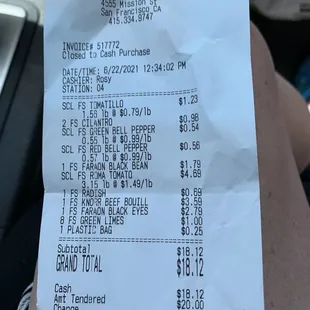 4555 Mission St
San Francisco CA
415.334.9747
INVOICE# 517772
Closed to Cash Purchase
DATE/TIME: 6/22/2021 12:34:02 PM
CASHIER: Rosy
STATION: 04
SCL FS TOMATILLO $1.23
1.56 lb @ $0.79/lb
2 FS CILANTRO $0.98
SCL FS GREEN BELL PEPPER $0.54
0.55 lb @ $0.99/lb
SCL FS RED BELL PEPPER $0.56
0.57 lb @ $0.99/lb
1 FS FARAON BLACK BEAN $1.79
SCL FS ROMA TOMATO $4.69
3.15 lb @ $1.49/lb
1 FS RADISH $0.69
1 FS KNORR BEEF BOUILL $3.59
1 FS FARAON BLACK EYES $2.79
8 FS GREEN LIMES $1.00
1 PLASTIC BAG $0.25
Subtotal $18.12
GRAND TOTAL $18.12
Cash $18.12
Amt Tendered $20.00
Change